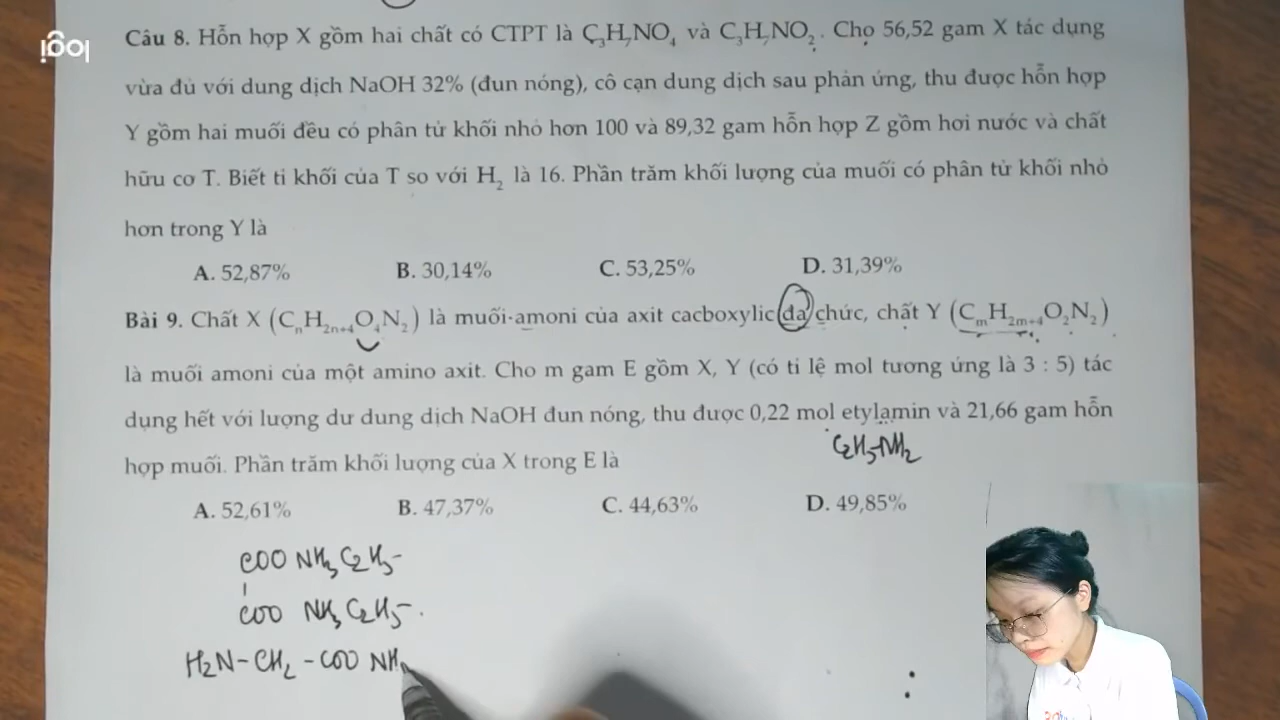 logi
Câu 8. Hỗn hợp X gồm hai chất có CTPT là C₃H₇NO₄ và C₃H₇NO₂. Cho 56,52 gam X tác dụng
vừa đủ với dung dịch NaOH 32% (đun nóng), cô cạn dung dịch sau phản ứng, thu được hỗn hợp
Y gồm hai muối đều có phân tử khối nhỏ hơn 100 và 89,32 gam hỗn hợp Z gồm hơi nước và chất
hữu cơ T. Biết tỉ khối của T so với H₂ là 16. Phần trăm khối lượng của muối có phân tử khối nhỏ
hơn trong Y là
A. 52,87% B. 30,14% C. 53,25% D. 31,39%
Bài 9. Chất X (CₙH₂ₙ₊₄O₄N₂) là muối amoni của axit cacboxylic đa chức, chất Y (CₘH₂ₘ₊₄O₂N₂)
là muối amoni của một amino axit. Cho m gam E gồm X, Y (có tỉ lệ mol tương ứng là 3 : 5) tác
dụng hết với lượng dư dung dịch NaOH đun nóng, thu được 0,22 mol etylamin và 21,66 gam hỗn
C₂H₅NH₂
hợp muối. Phần trăm khối lượng của X trong E là
A. 52,61% B. 47,37% C. 44,63% D. 49,85%
COO NH₃C₂H₅
COO NH₃C₂H₅
H₂N-CH₂-COO NH₃